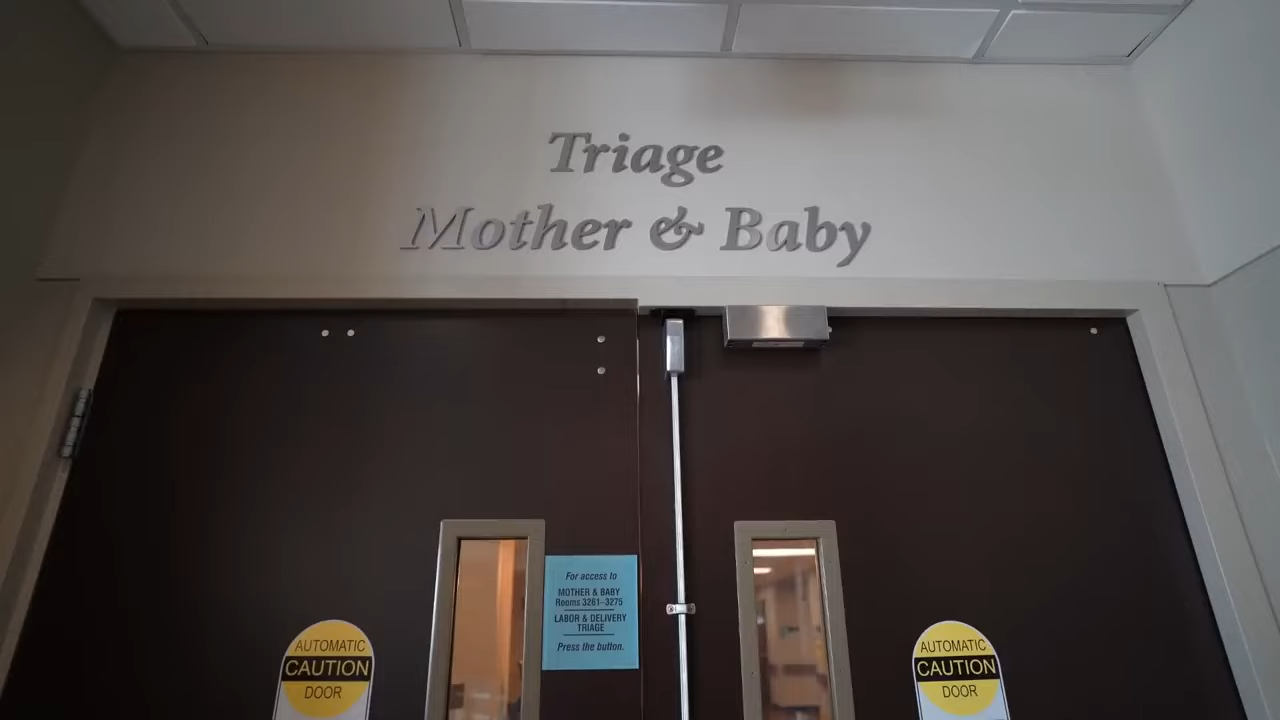 Triage
Mother & Baby
For access to
MOTHER & BABY
Rooms 3261-3275
LABOR & DELIVERY
TRIAGE
Press the button.
AUTOMATIC
CAUTION
DOOR
AUTOMATIC
CAUTION
DOOR